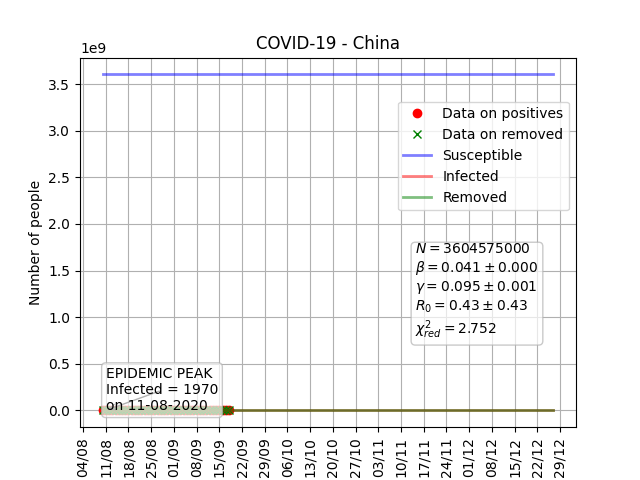 COVID-19 - China
1e9
3.5
3.0
2.5
2.0
1.5
1.0
0.5
0.0
Number of people
Data on positives
Data on removed
Susceptible
Infected
Removed
N = 3604575000
β = 0.041 ± 0.000
γ = 0.095 ± 0.001
R₀ = 0.43 ± 0.43
χ²red = 2.752
EPIDEMIC PEAK
Infected = 1970
on 11-08-2020
04/08
11/08
18/08
25/08
01/09
08/09
15/09
22/09
29/09
06/10
13/10
20/10
27/10
03/11
10/11
17/11
24/11
01/12
08/12
15/12
22/12
29/12